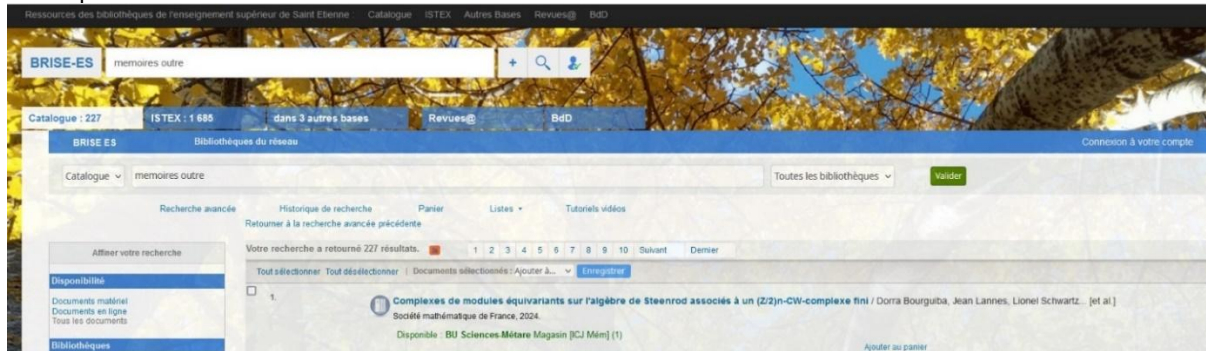 Ressources des bibliothèques de l'enseignement supérieur de Saint Etienne : Catalogue ISTEX Autres Bases Revues@ BdD
BRISE-ES memoires outre +
Catalogue : 227 ISTEX : 1 685 dans 3 autres bases Revues@ BdD
BRISE ES Bibliothèques du réseau Connexion à votre compte
Catalogue memoires outre Toutes les bibliothèques Valider
Recherche avancée Historique de recherche Panier Listes Tutoriels vidéos
Retourner à la recherche avancée précédente
Affiner votre recherche Votre recherche a retourné 227 résultats. 1 2 3 4 5 6 7 8 9 10 Suivant Dernier
Tout sélectionner Tout désélectionner | Documents sélectionnés : Ajouter à... Enregistrer
Disponibilité
Documents matériel
Documents en ligne
Tous les documents
1. Complexes de modules équivariants sur l'algèbre de Steenrod associés à un (Z/2)n-CW-complexe fini / Dorra Bourguiba, Jean Lannes, Lionel Schwartz... [et al.]
Société mathématique de France, 2024.
Disponible : BU Sciences-Métare Magasin [ICJ Mém] (1)
Bibliothèques Ajouter au panier